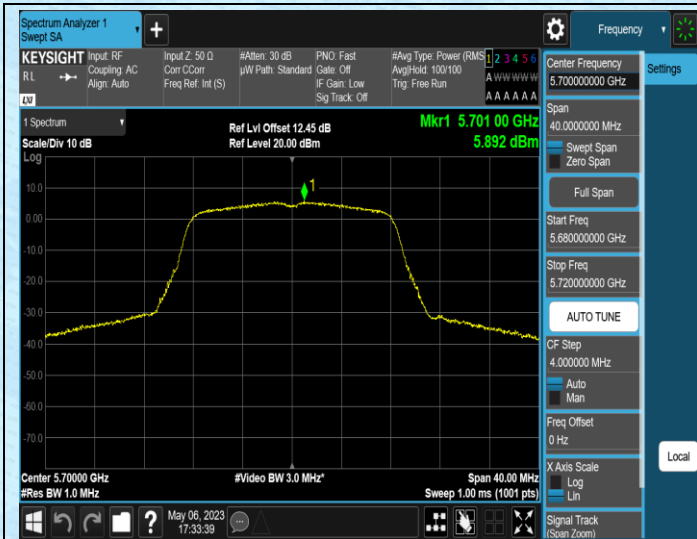 Spectrum Analyzer 1
Swept SA
Frequency
KEYSIGHT
RL
LXI
Input: RF
Coupling: AC
Align: Auto
Input Z: 50 Ω
Corr CCorr
Freq Ref: Int (S)
#Atten: 30 dB
µW Path: Standard
PNO: Fast
Gate: Off
IF Gain: Low
Sig Track: Off
#Avg Type: Power (RMS
Avg|Hold: 100/100
Trig: Free Run
1 2 3 4 5 6
A W W W W W
A A A A A A
1 Spectrum
Scale/Div 10 dB
Ref Lvl Offset 12.45 dB
Ref Level 20.00 dBm
Mkr1 5.701 00 GHz
5.892 dBm
Log
1
10.0
0.00
-10.0
-20.0
-30.0
-40.0
-50.0
-60.0
-70.0
Center 5.70000 GHz
#Res BW 1.0 MHz
#Video BW 3.0 MHz*
Span 40.00 MHz
Sweep 1.00 ms (1001 pts)
May 06, 2023
17:33:39
Center Frequency
5.700000000 GHz
Span
40.0000000 MHz
Swept Span
Zero Span
Full Span
Start Freq
5.680000000 GHz
Stop Freq
5.720000000 GHz
AUTO TUNE
CF Step
4.000000 MHz
Auto
Man
Freq Offset
0 Hz
X Axis Scale
Log
Lin
Signal Track
(Span Zoom)
Settings
Local